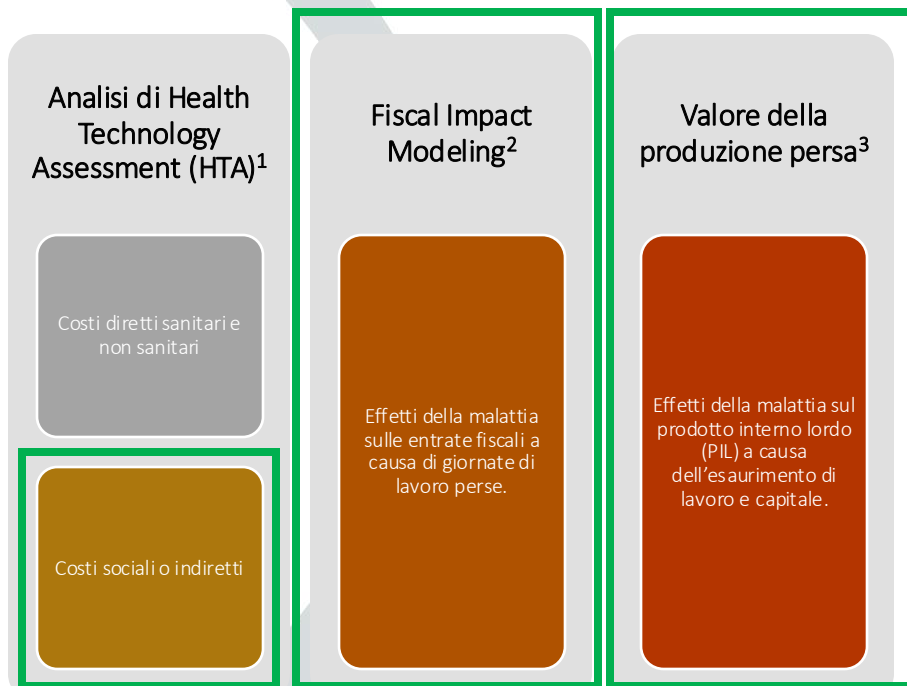 Analisi di Health
Technology
Assessment (HTA)¹
Costi diretti sanitari e
non sanitari
Costi sociali o indiretti
Fiscal Impact
Modeling²
Effetti della malattia
sulle entrate fiscali a
causa di giornate di
lavoro perse.
Valore della
produzione persa³
Effetti della malattia sul
prodotto interno lordo
(PIL) a causa
dell’esaurimento di
lavoro e capitale.